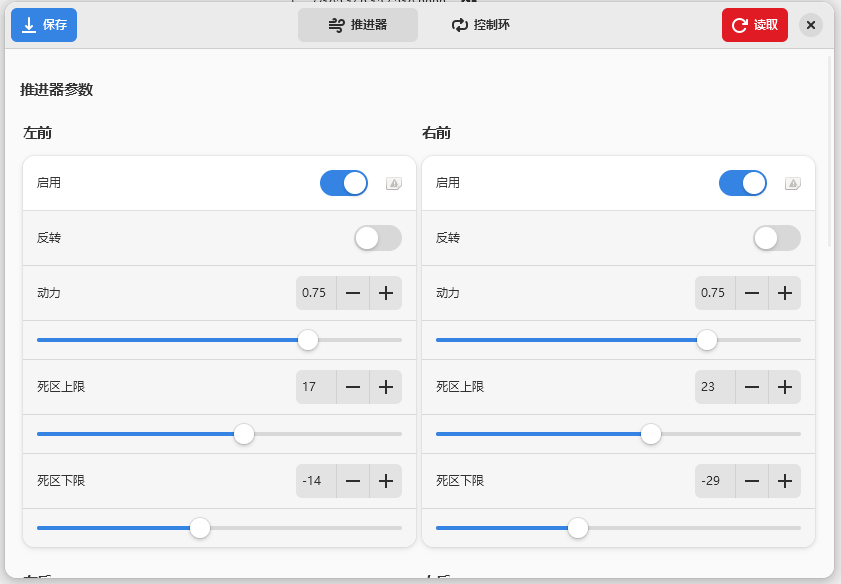 保存 推进器 控制环 读取
推进器参数
左前 右前
启用 启用
反转 反转
动力 0.75 动力 0.75
死区上限 17 死区上限 23
死区下限 -14 死区下限 -29